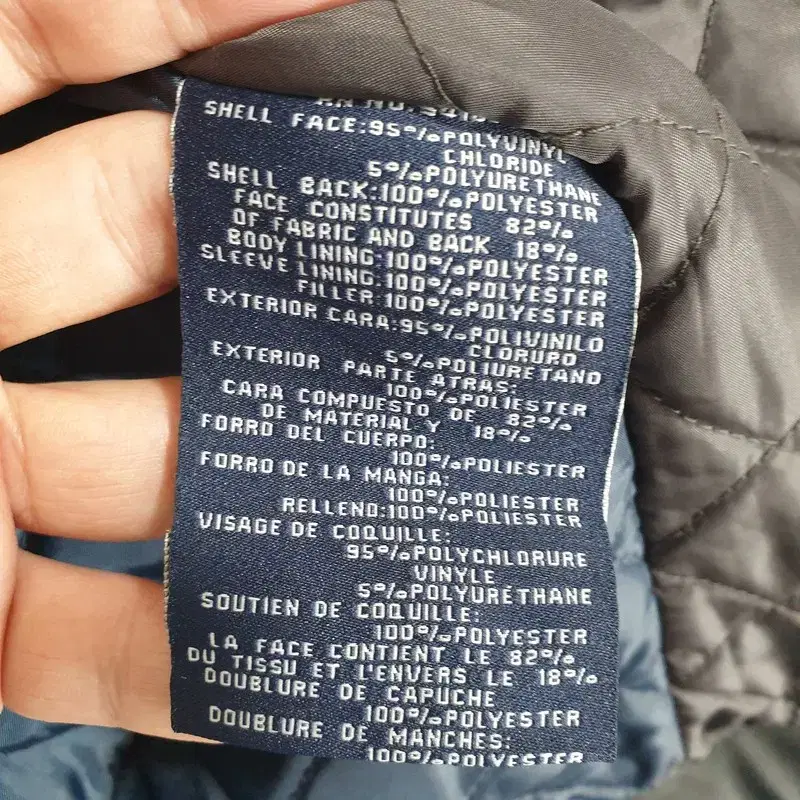 RN NO.
SHELL FACE:95%POLYVINYL
CHLORIDE
5%POLYURETHANE
SHELL BACK:100%POLYESTER
FACE CONSTITUTES 82%
OF FABRIC AND BACK 18%
BODY LINING:100%POLYESTER
SLEEVE LINING:100%POLYESTER
FILLER:100%POLYESTER
EXTERIOR CARA:95%POLIVINILO
CLORURO
5%POLIURETANO
EXTERIOR PARTE ATRAS:
100%POLIESTER
CARA COMPUESTO DE 82%
DE MATERIAL Y 18%
FORRO DEL CUERPO:
100%POLIESTER
FORRO DE LA MANGA:
100%POLIESTER
RELLENO:100%POLIESTER
VISAGE DE COQUILLE:
95%POLYCHLORURE
VINYLE
5%POLYURÉTHANE
SOUTIEN DE COQUILLE:
100%POLYESTER
LA FACE CONTIENT LE 82%
DU TISSU ET L'ENVERS LE 18%
DOUBLURE DE CAPUCHE
100%POLYESTER
DOUBLURE DE MANCHES:
100%POLYESTER